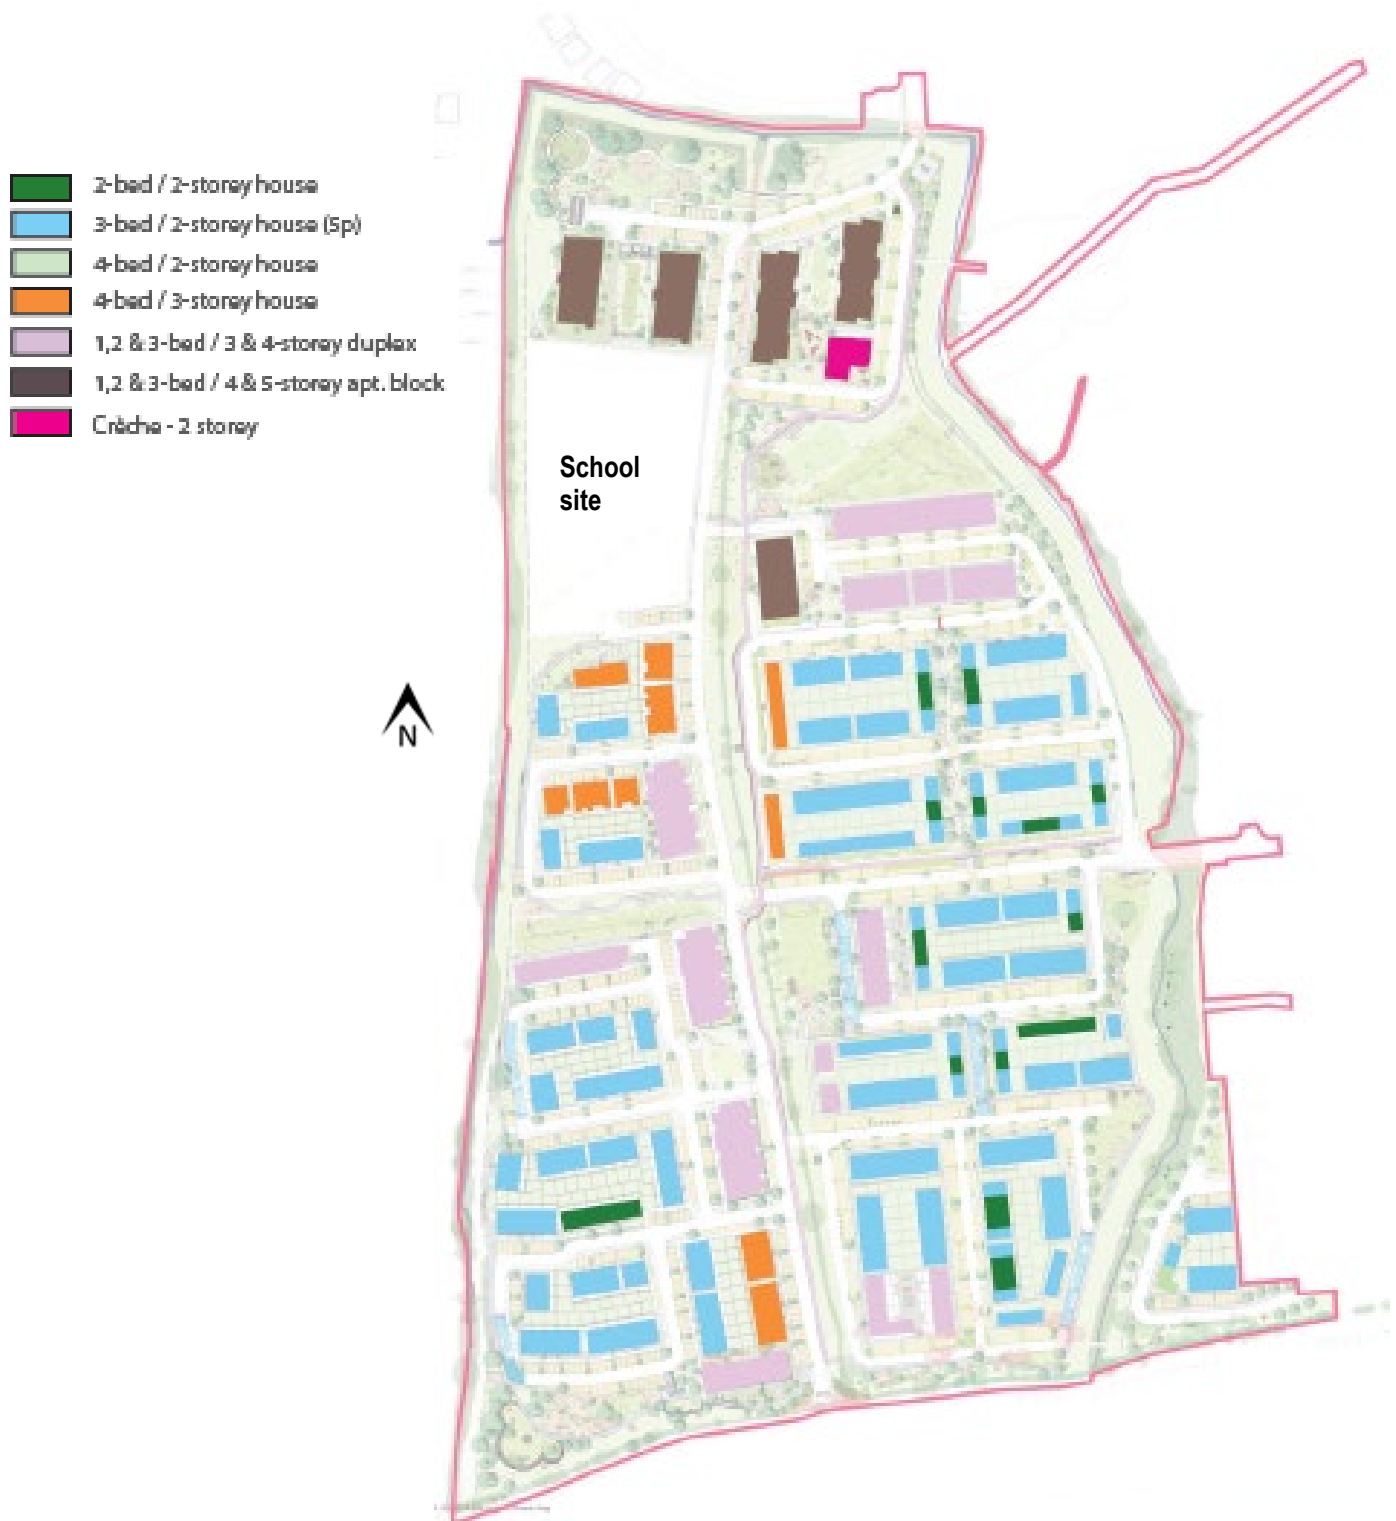 2-bed / 2-storey house
3-bed / 2-storey house (5p)
4-bed / 2-storey house
4-bed / 3-storey house
1,2 & 3-bed / 3 & 4-storey duplex
1,2 & 3-bed / 4 & 5-storey apt. block
Crèche - 2 storey
School
site
N